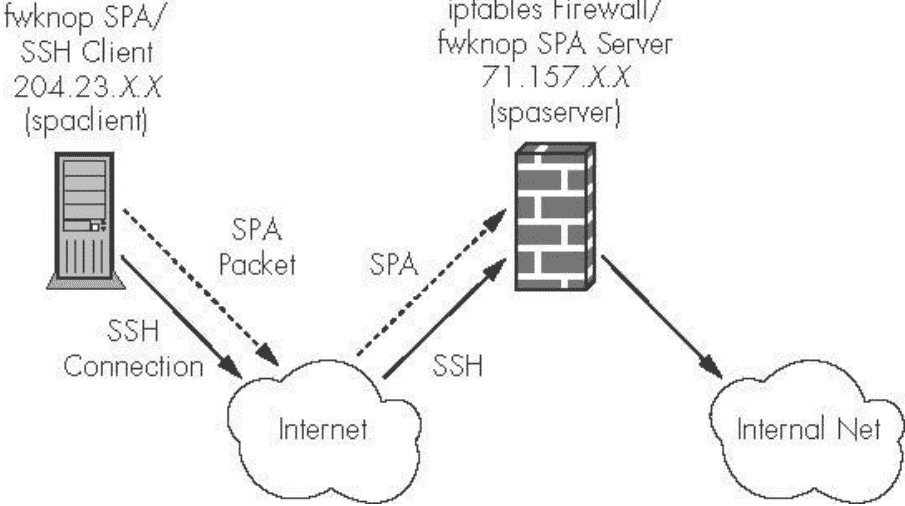 fwknop SPA/
SSH Client
204.23.X.X
(spaclient)
iptables Firewall/
fwknop SPA Server
71.157.X.X
(spaserver)
SPA
Packet
SPA
SSH
Connection
SSH
Internet
Internal Net